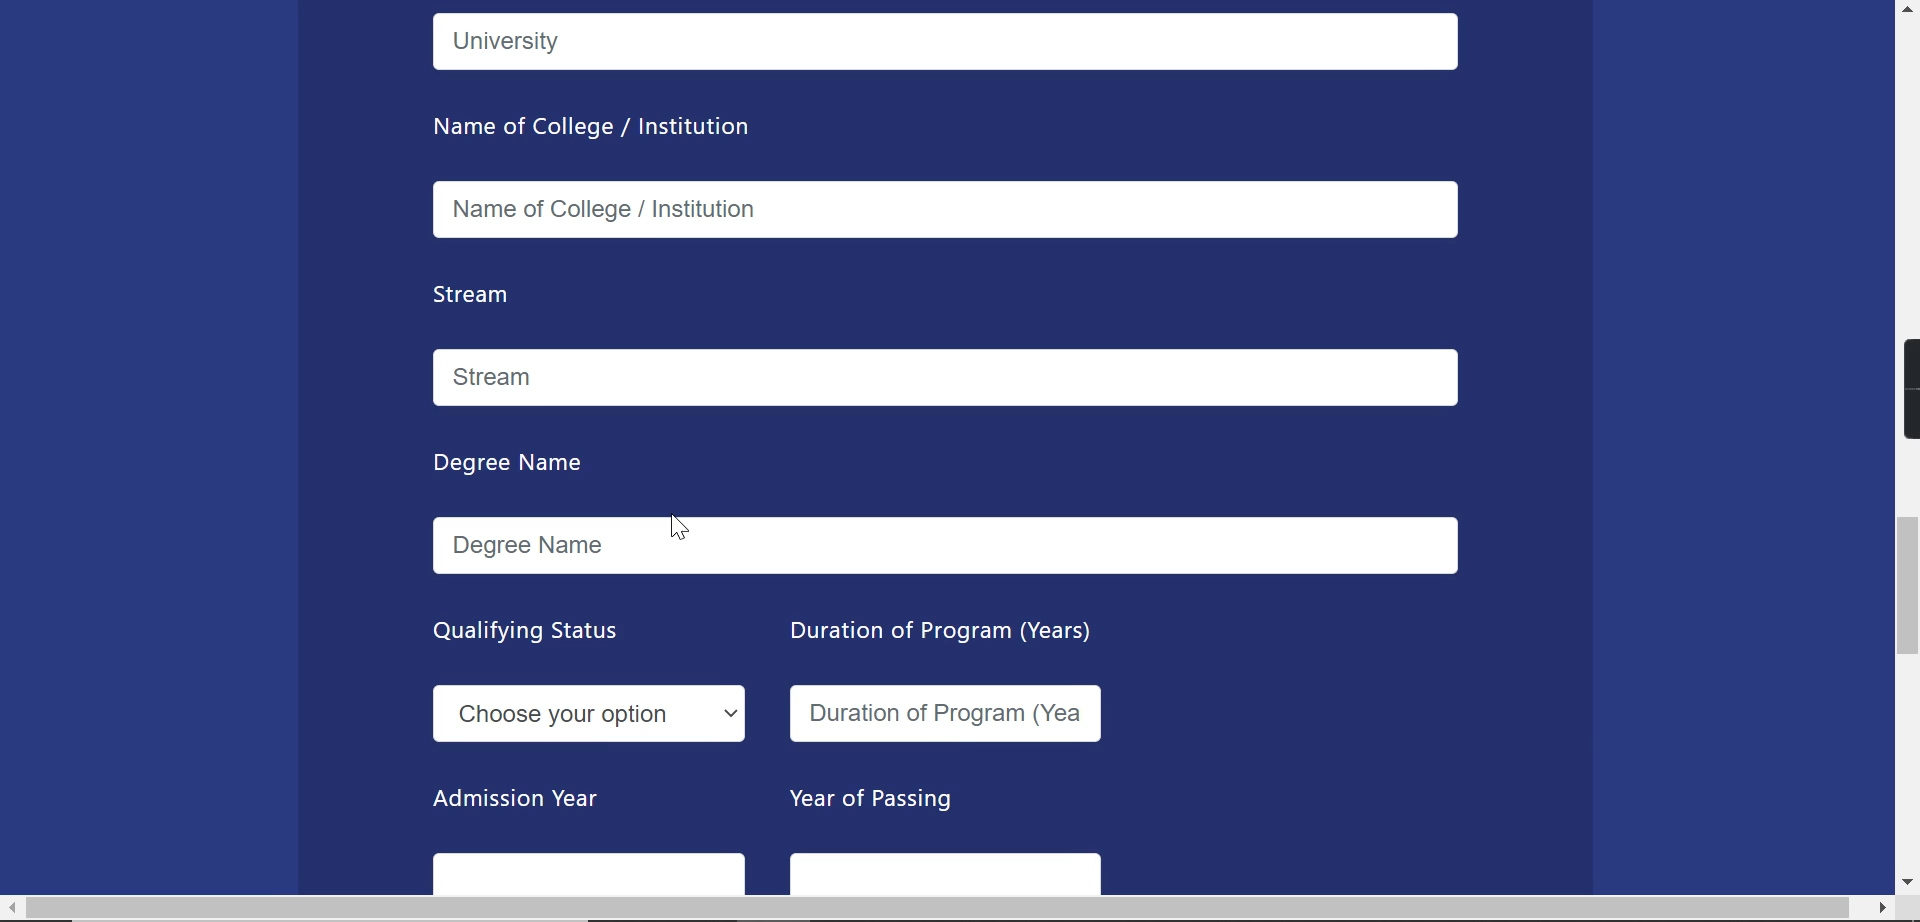 University
Name of College / Institution
Name of College / Institution
Stream
Stream
Degree Name
Degree Name
Qualifying Status Duration of Program (Years)
Choose your option Duration of Program (Yea
Admission Year Year of Passing